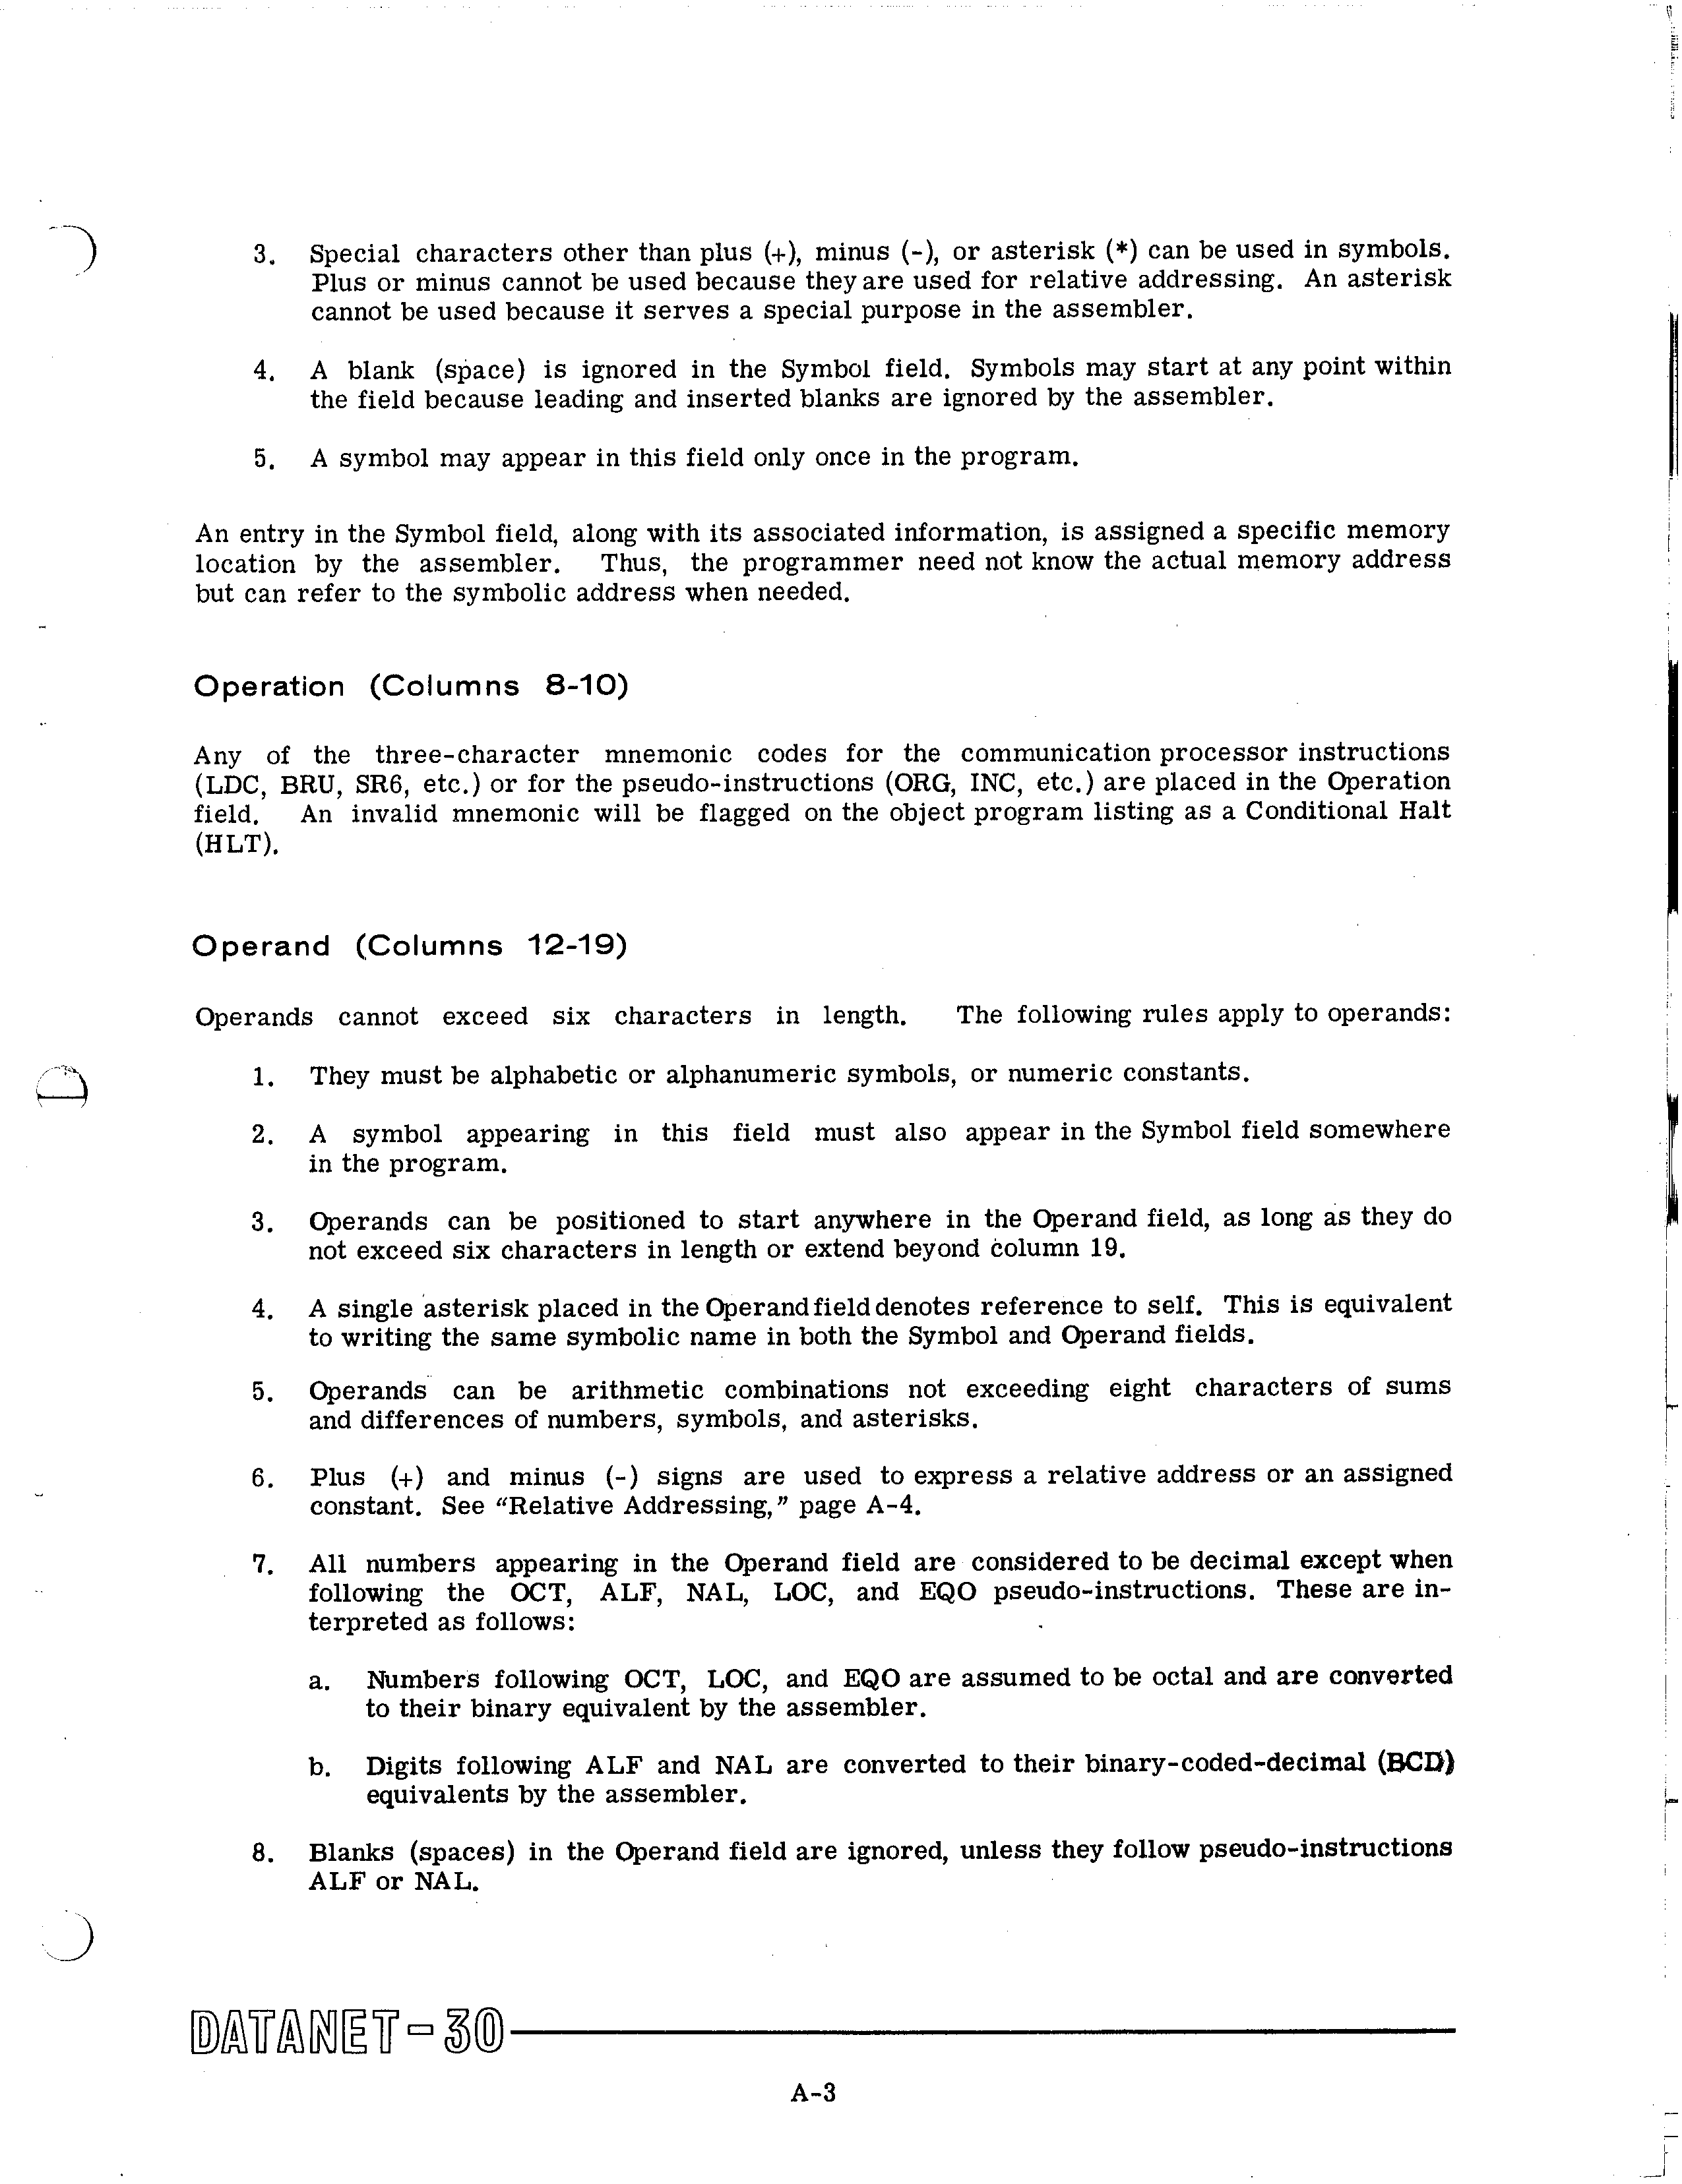 3. Special characters other than plus (+), minus (-), or asterisk (*) can be used in symbols.
Plus or minus cannot be used because they are used for relative addressing. An asterisk
cannot be used because it serves a special purpose in the assembler.
4. A blank (space) is ignored in the Symbol field. Symbols may start at any point within
the field because leading and inserted blanks are ignored by the assembler.
5. A symbol may appear in this field only once in the program.
An entry in the Symbol field, along with its associated information, is assigned a specific memory
location by the assembler. Thus, the programmer need not know the actual memory address
but can refer to the symbolic address when needed.
Operation (Columns 8-10)
Any of the three-character mnemonic codes for the communication processor instructions
(LDC, BRU, SR6, etc.) or for the pseudo-instructions (ORG, INC, etc.) are placed in the Operation
field. An invalid mnemonic will be flagged on the object program listing as a Conditional Halt
(HLT).
Operand (Columns 12-19)
Operands cannot exceed six characters in length. The following rules apply to operands:
1. They must be alphabetic or alphanumeric symbols, or numeric constants.
2. A symbol appearing in this field must also appear in the Symbol field somewhere
in the program.
3. Operands can be positioned to start anywhere in the Operand field, as long as they do
not exceed six characters in length or extend beyond column 19.
4. A single asterisk placed in the Operand field denotes reference to self. This is equivalent
to writing the same symbolic name in both the Symbol and Operand fields.
5. Operands can be arithmetic combinations not exceeding eight characters of sums
and differences of numbers, symbols, and asterisks.
6. Plus (+) and minus (-) signs are used to express a relative address or an assigned
constant. See "Relative Addressing," page A-4.
7. All numbers appearing in the Operand field are considered to be decimal except when
following the OCT, ALF, NAL, LOC, and EQO pseudo-instructions. These are in-
terpreted as follows:
a. Numbers following OCT, LOC, and EQO are assumed to be octal and are converted
to their binary equivalent by the assembler.
b. Digits following ALF and NAL are converted to their binary-coded-decimal (BCD)
equivalents by the assembler.
8. Blanks (spaces) in the Operand field are ignored, unless they follow pseudo-instructions
ALF or NAL.
DATANET-30
A-3